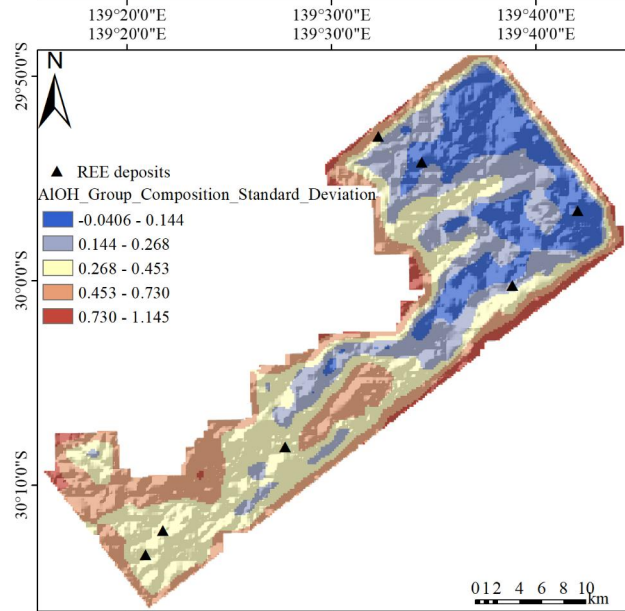 139°20'0"E 139°30'0"E 139°40'0"E
139°20'0"E 139°30'0"E 139°40'0"E
29°50'0"S
N
REE deposits
AlOH_Group_Composition_Standard_Deviation
-0.0406 - 0.144
0.144 - 0.268
0.268 - 0.453
0.453 - 0.730
0.730 - 1.145
30°0'0"S
30°10'0"S
0 1 2 4 6 8 10
km